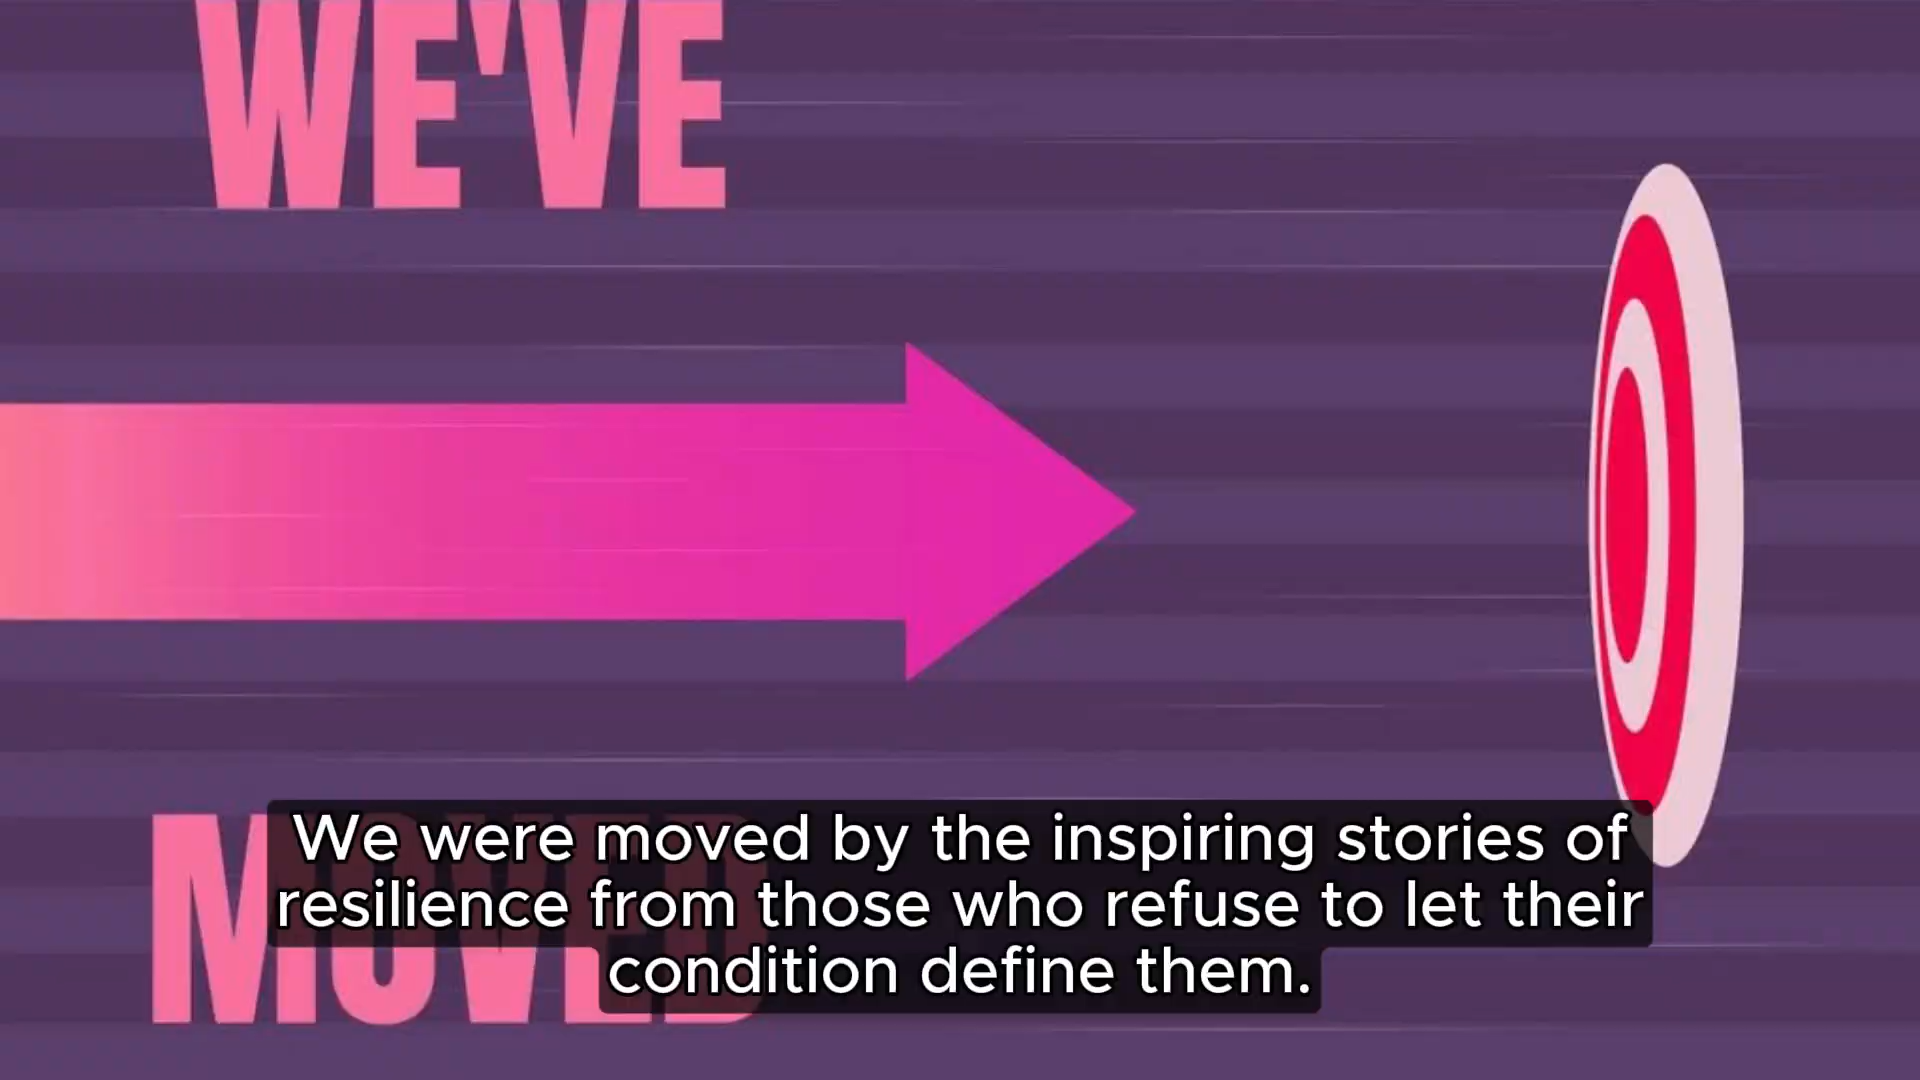 WE'VE
MOVED
We were moved by the inspiring stories of
resilience from those who refuse to let their
condition define them.